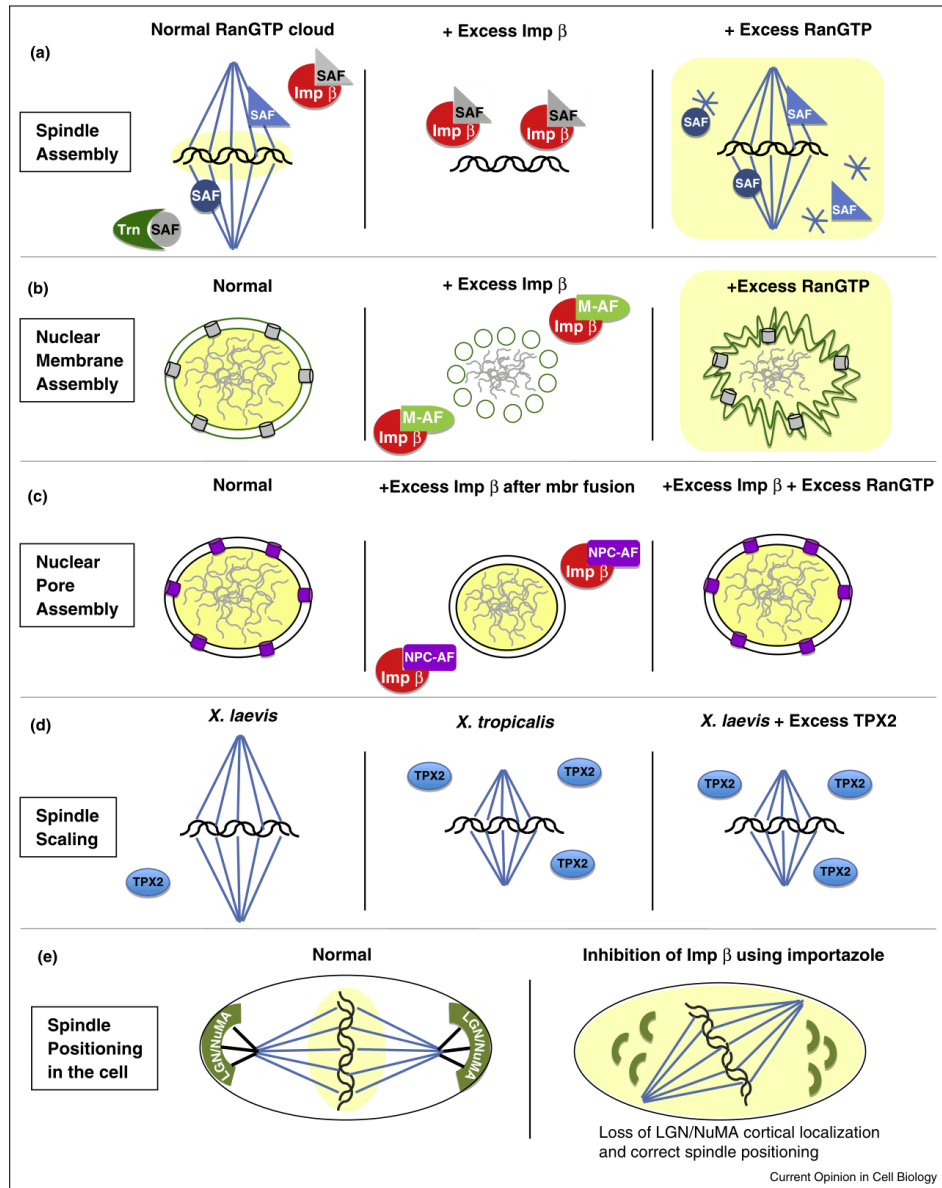 (a)
Normal RanGTP cloud
+ Excess Imp β
+ Excess RanGTP
Spindle
Assembly
SAF
Imp β
SAF
SAF
Trn
SAF
SAF
Imp β
SAF
Imp β
SAF
SAF
SAF
SAF
(b)
Normal
+ Excess Imp β
+Excess RanGTP
Nuclear
Membrane
Assembly
M-AF
Imp β
M-AF
Imp β
(c)
Normal
+Excess Imp β after mbr fusion
+Excess Imp β + Excess RanGTP
Nuclear
Pore
Assembly
NPC-AF
Imp β
NPC-AF
Imp β
(d)
X. laevis
X. tropicalis
X. laevis + Excess TPX2
Spindle
Scaling
TPX2
TPX2
TPX2
TPX2
TPX2
TPX2
TPX2
(e)
Normal
Inhibition of Imp β using importazole
Spindle
Positioning
in the cell
LGN/NuMA
LGN/NuMA
Loss of LGN/NuMA cortical localization
and correct spindle positioning
Current Opinion in Cell Biology